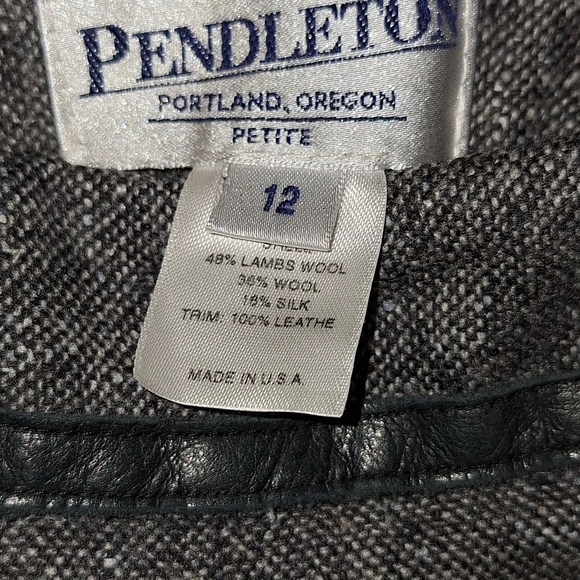 PENDLETON
PORTLAND, OREGON
PETITE
12
48% LAMBS WOOL
36% WOOL
16% SILK
TRIM: 100% LEATHE
MADE IN U.S.A.